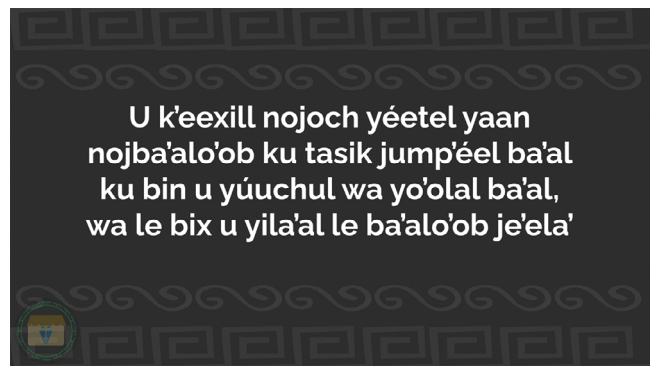 U k’eexill nojoch yéetel yaan
nojba’alo’ob ku tasik jump’éel ba’al
ku bin u yúuchul wa yo’olal ba’al,
wa le bix u yila’al le ba’alo’ob je’ela’